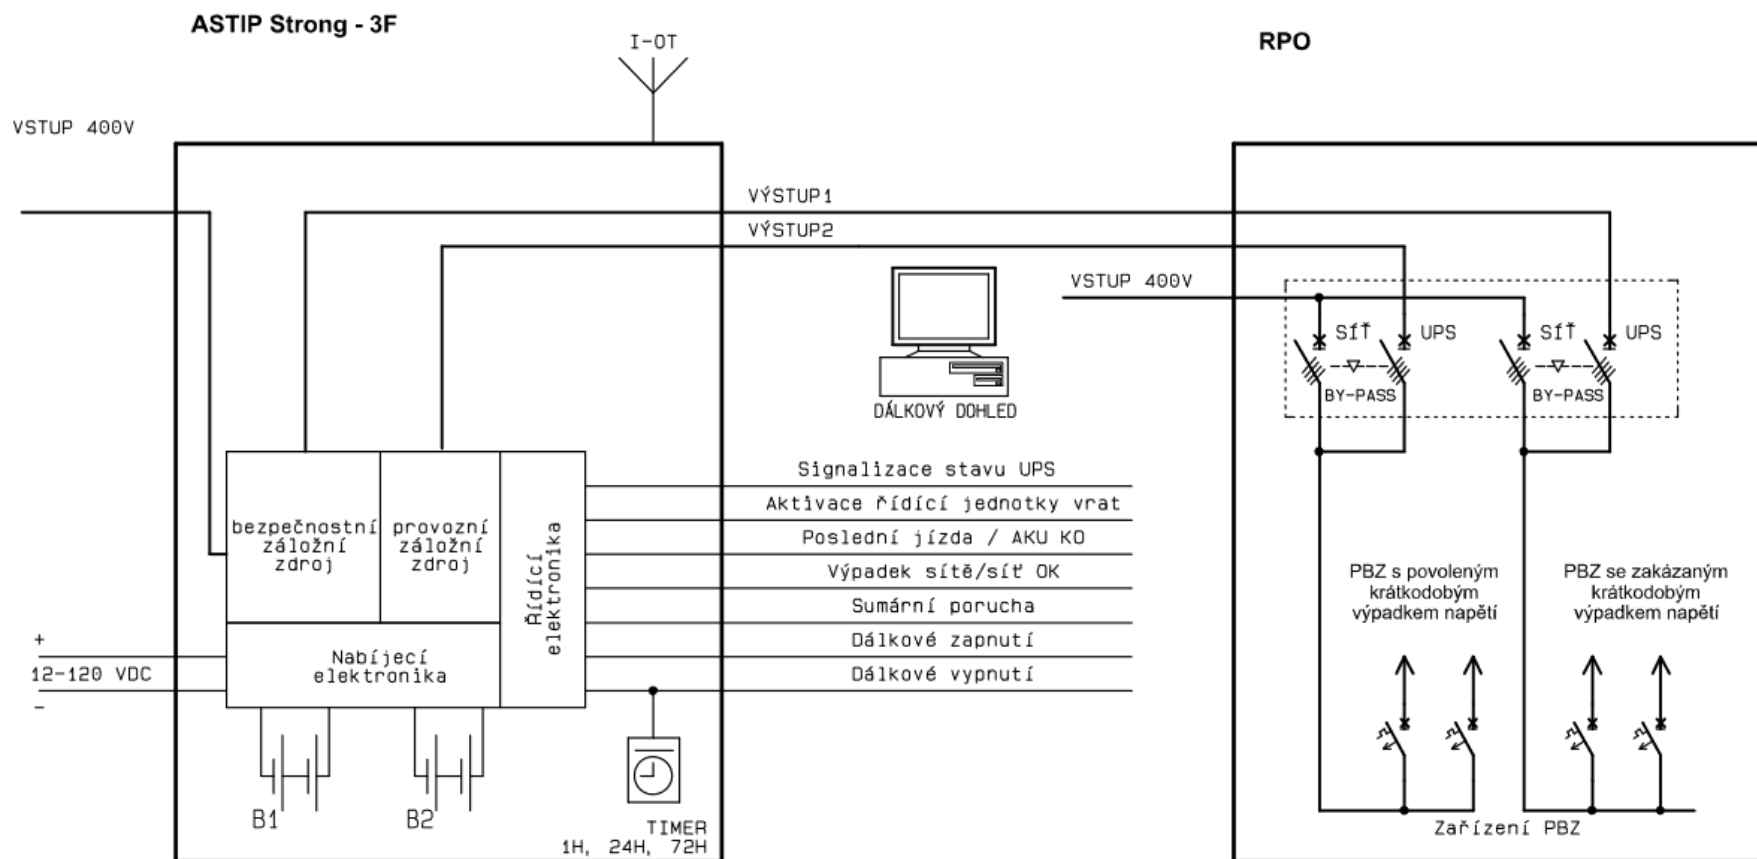 ASTIP Strong - 3F
RPO
I-OT
VSTUP 400V
VÝSTUP1
VÝSTUP2
VSTUP 400V
SÍŤ
UPS
SÍŤ
UPS
BY-PASS
BY-PASS
DÁLKOVÝ DOHLED
bezpečnostní
záložní
zdroj
provozní
záložní
zdroj
Řídící
elektronika
Nabíjecí
elektronika
Signalizace stavu UPS
Aktivace řídící jednotky vrat
Poslední jízda / AKU KO
Výpadek sítě/síť OK
Sumární porucha
Dálkové zapnutí
Dálkové vypnutí
+
12-120 VDC
-
B1
B2
TIMER
1H, 24H, 72H
PBZ s povoleným
krátkodobým
výpadkem napětí
PBZ se zakázaným
krátkodobým
výpadkem napětí
Zařízení PBZ